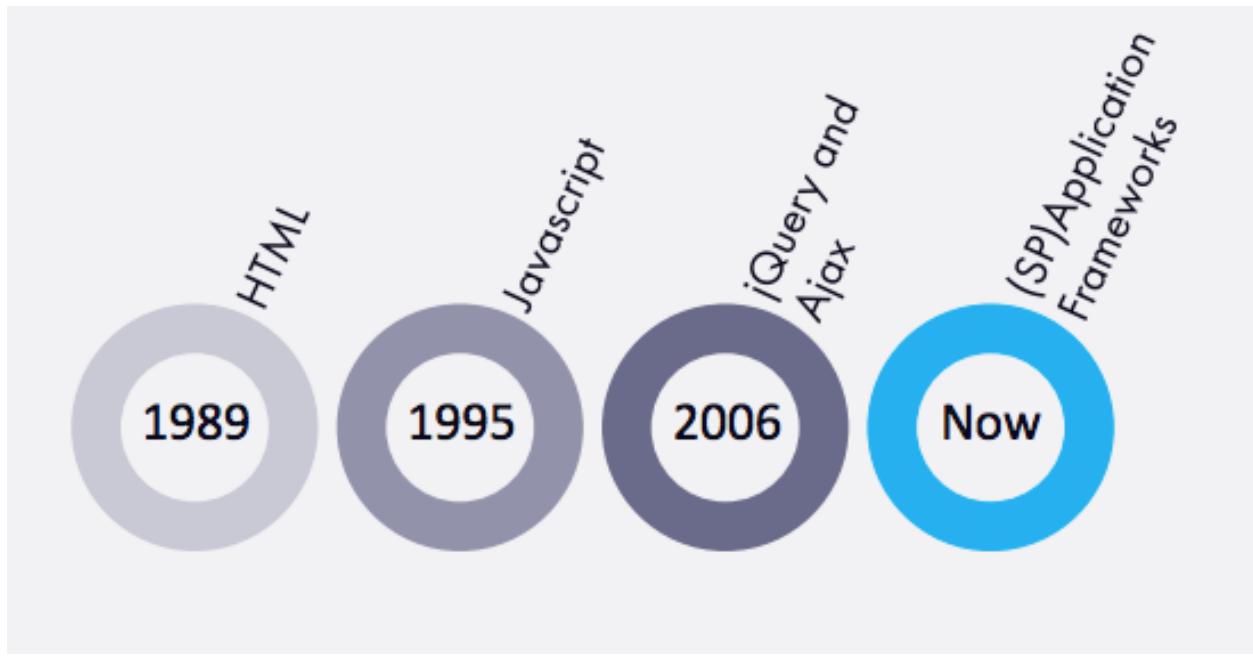 HTML
Javascript
jQuery and
Ajax
(SP)Application
Frameworks
1989
1995
2006
Now